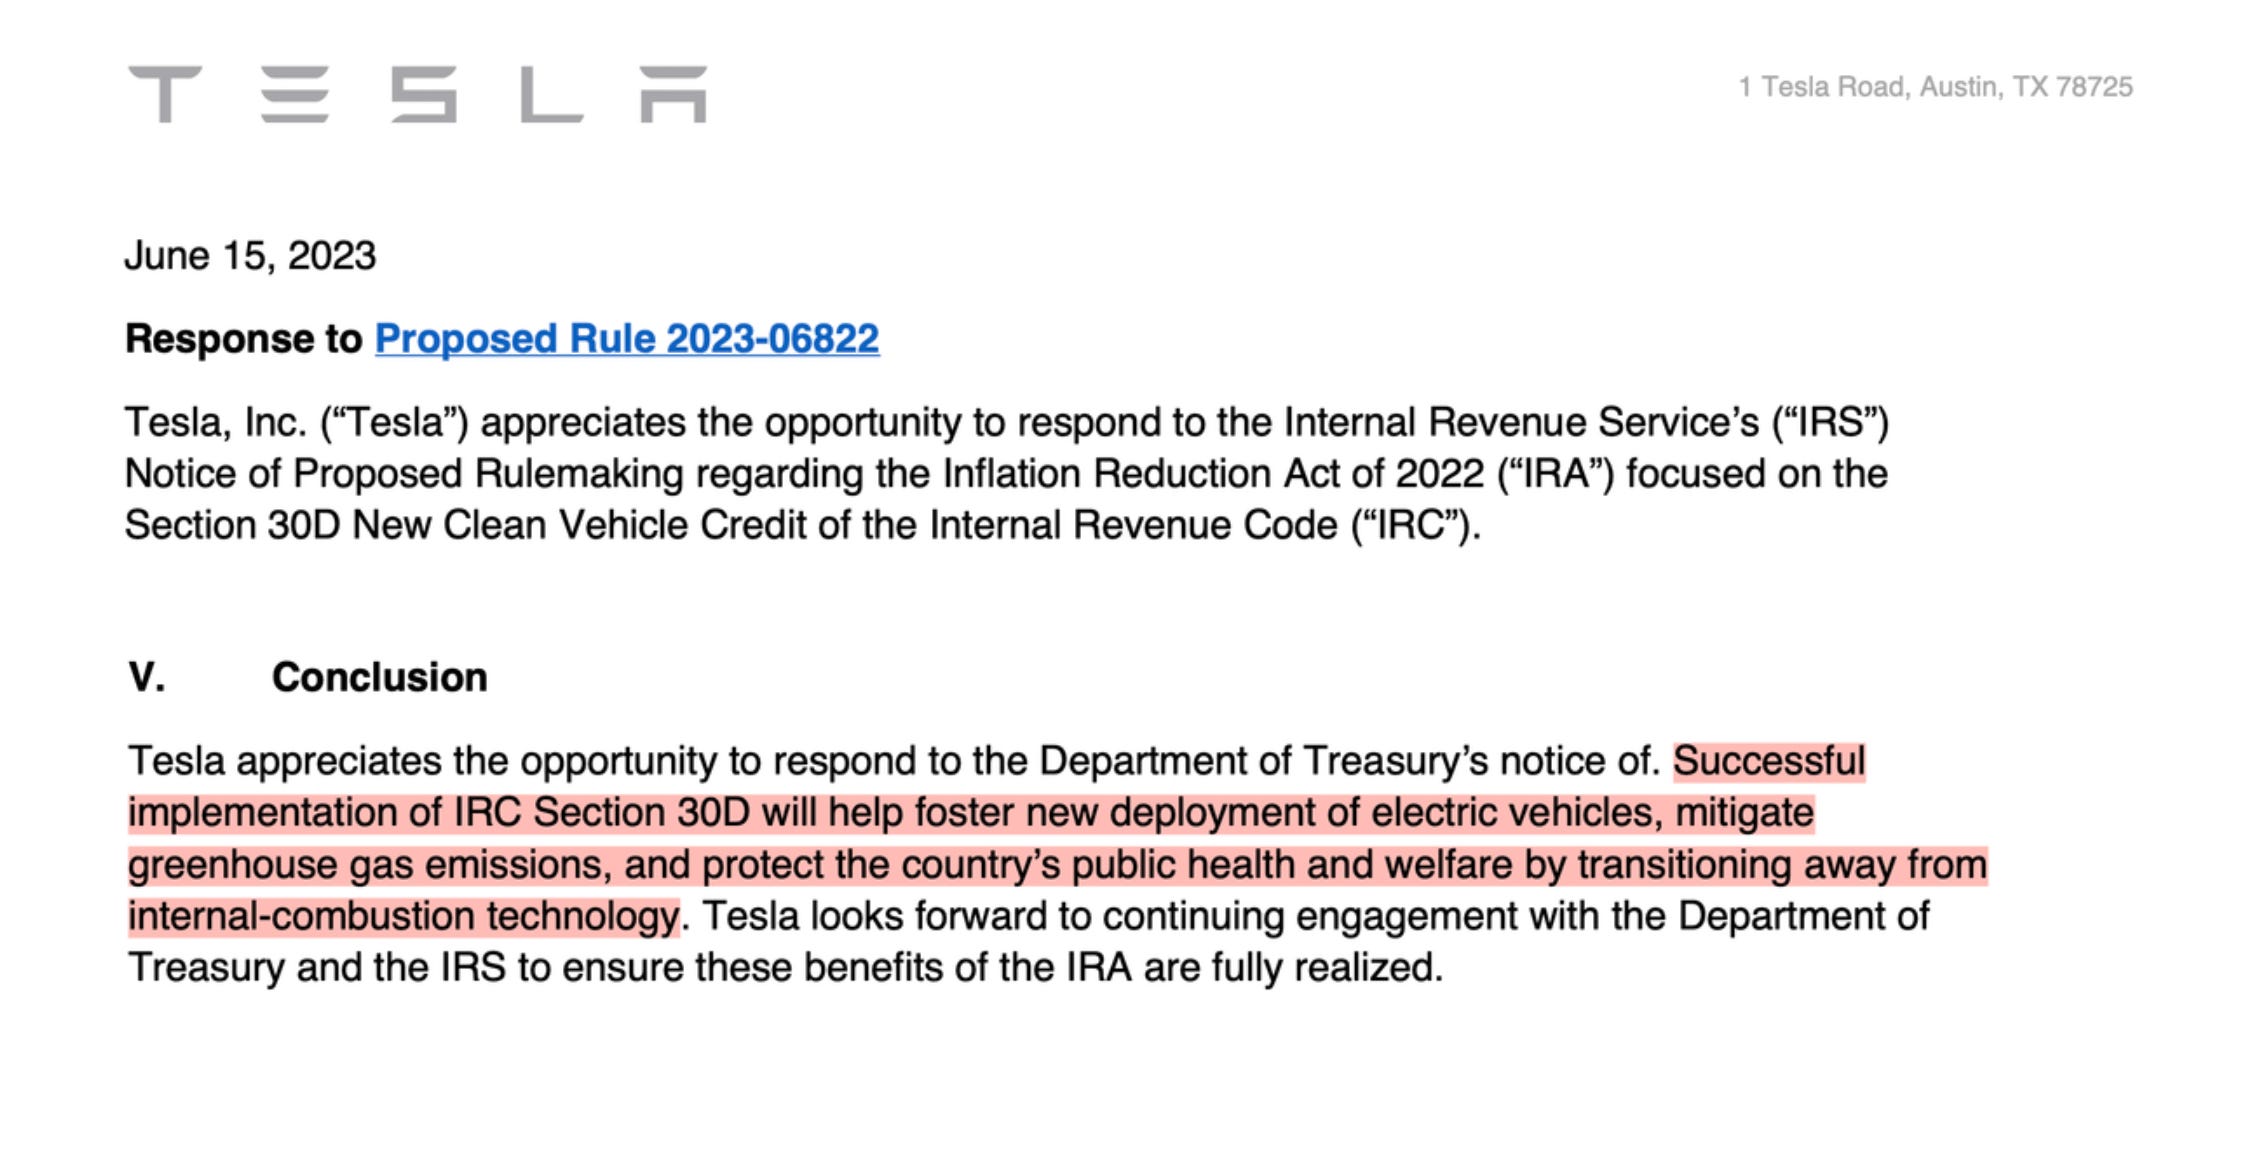 TESLA
1 Tesla Road, Austin, TX 78725
June 15, 2023
Response to Proposed Rule 2023-06822
Tesla, Inc. (“Tesla”) appreciates the opportunity to respond to the Internal Revenue Service’s (“IRS”)
Notice of Proposed Rulemaking regarding the Inflation Reduction Act of 2022 (“IRA”) focused on the
Section 30D New Clean Vehicle Credit of the Internal Revenue Code (“IRC”).
V. Conclusion
Tesla appreciates the opportunity to respond to the Department of Treasury’s notice of. Successful
implementation of IRC Section 30D will help foster new deployment of electric vehicles, mitigate
greenhouse gas emissions, and protect the country’s public health and welfare by transitioning away from
internal-combustion technology. Tesla looks forward to continuing engagement with the Department of
Treasury and the IRS to ensure these benefits of the IRA are fully realized.